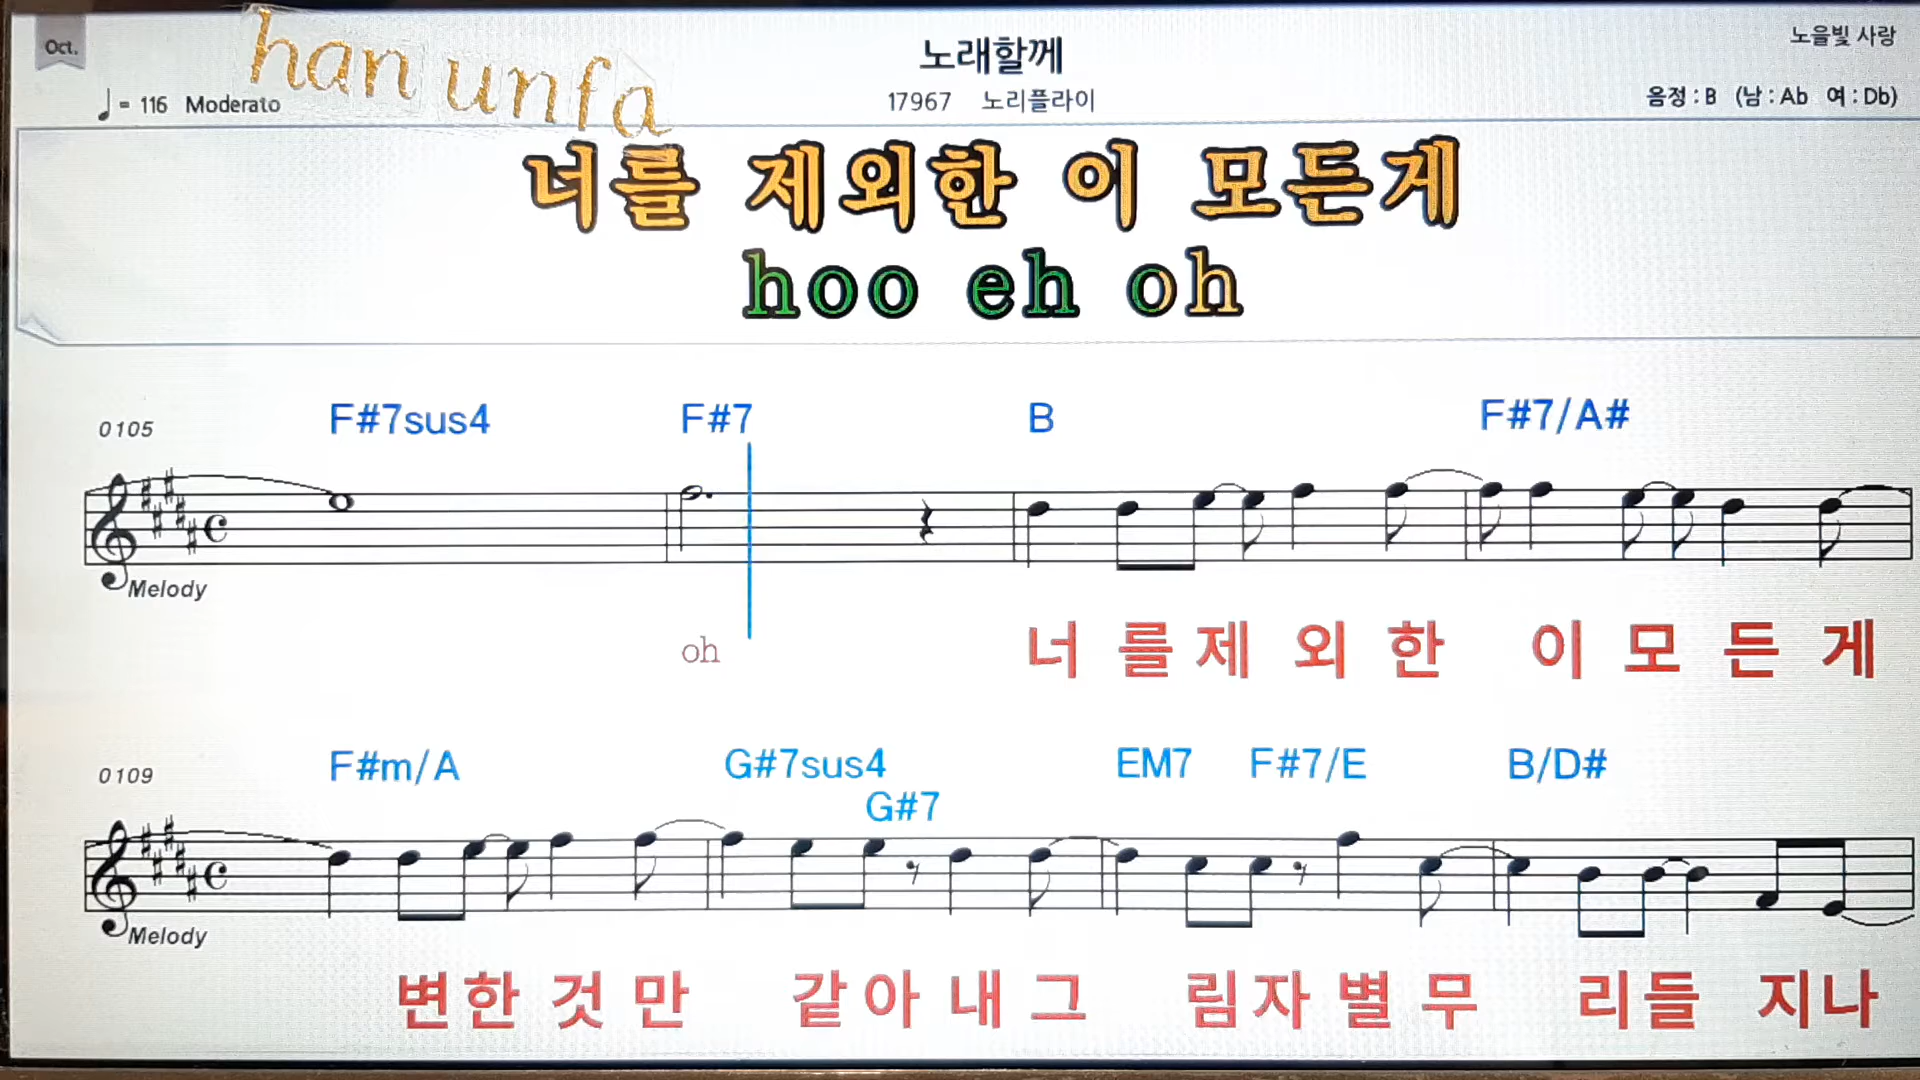 Oct.
han unfa
노래할께
노을빛 사랑
♩= 116 Moderato
17967 노리플라이
음정 : B (남 : Ab 여 : Db)
너를 제외한 이 모든게
hoo eh oh
0105 F#7sus4 F#7 B F#7/A#
Melody
oh 너 를 제 외 한 이 모 든 게
0109 F#m/A G#7sus4 EM7 F#7/E B/D#
G#7
Melody
변 한 것 만 같 아 내 그 림 자 별 무 리 들 지 나